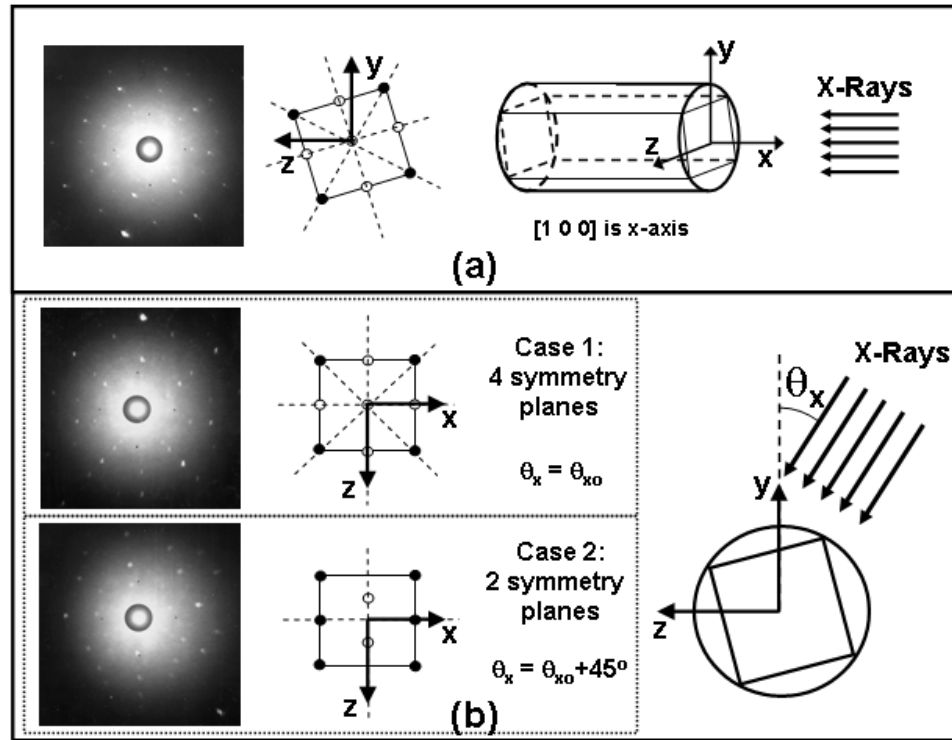 y
z
y
z
x
X-Rays
[1 0 0] is x-axis
(a)
x
z
Case 1:
4 symmetry
planes
θx = θxo
x
z
Case 2:
2 symmetry
planes
θx = θxo+45º
(b)
X-Rays
θx
y
z